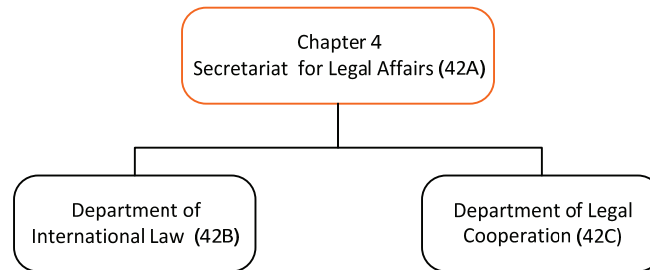 Chapter 4
Secretariat for Legal Affairs (42A)
Department of
International Law (42B)
Department of Legal
Cooperation (42C)